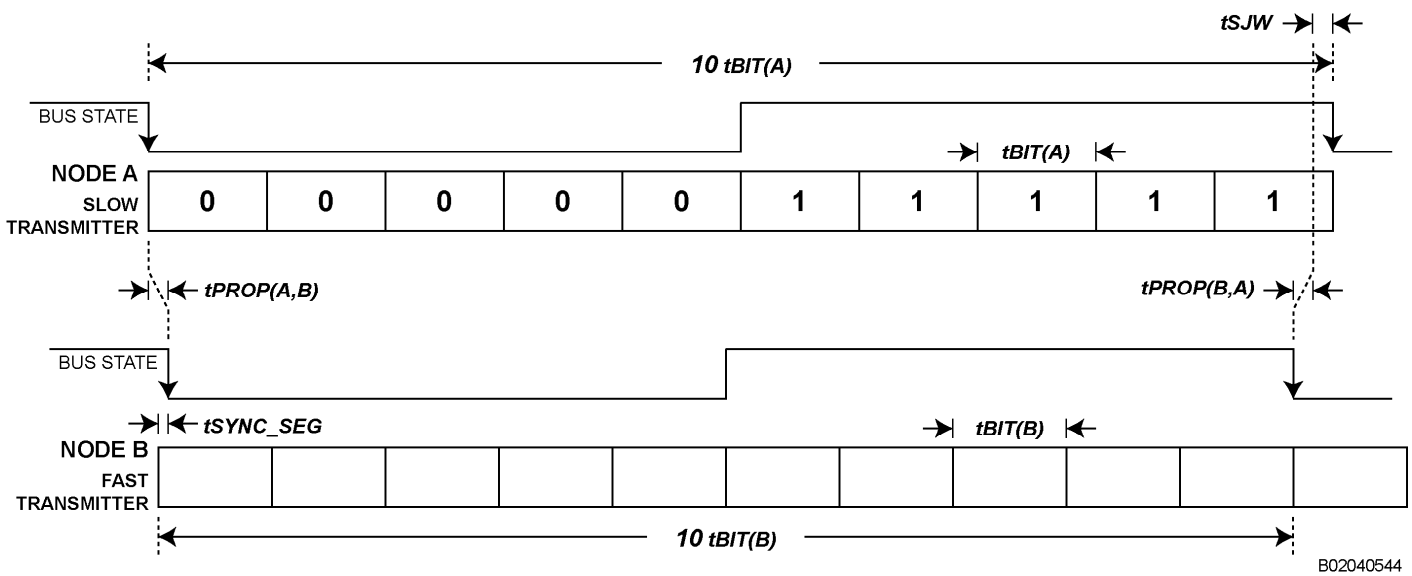 tSJW
10 tBIT(A)
BUS STATE
tBIT(A)
NODE A
SLOW
TRANSMITTER
0 0 0 0 0 1 1 1 1 1
tPROP(A,B)
tPROP(B,A)
BUS STATE
tSYNC_SEG
tBIT(B)
NODE B
FAST
TRANSMITTER
10 tBIT(B)
B02040544